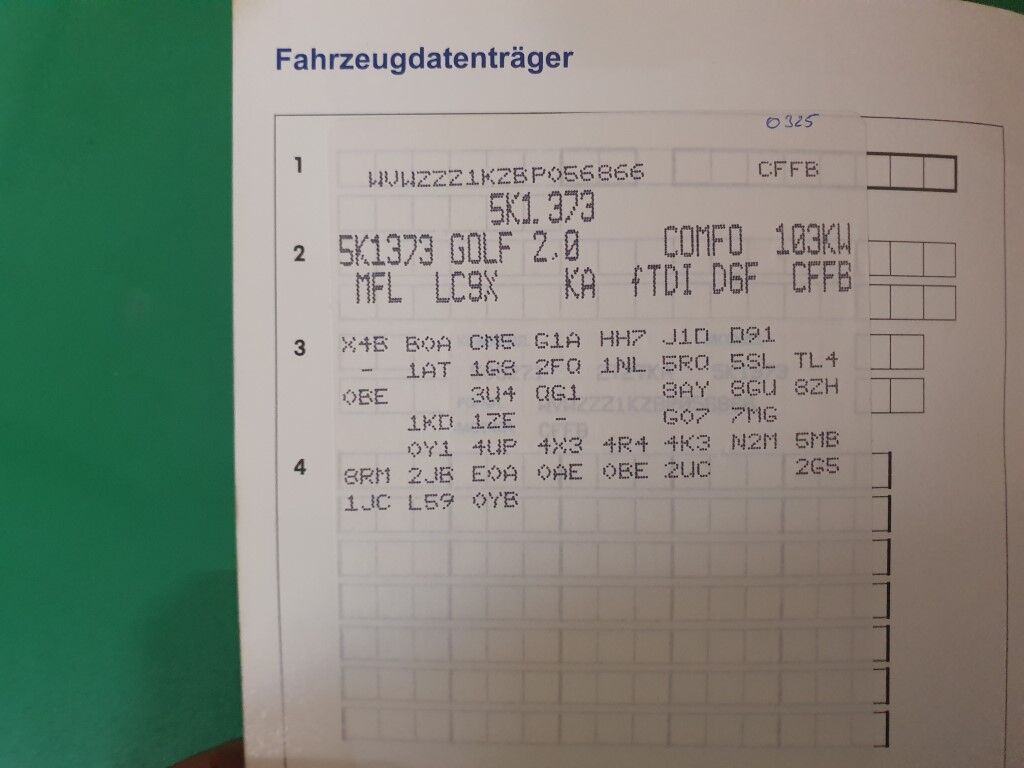 Fahrzeugdatenträger
0325
1 WVWZZZ1KZBP056866 CFFB
5K1.373
2 5K1373 GOLF 2.0 COMFO 103KW
MFL LC9X KA fTDI D6F CFFB
3 X4B B0A CM5 G1A HH7 J1D D91
- 1AT 1G8 2FQ 1NL 5RQ 5SL TL4
0BE 3U4 QG1 8AY 8GU 8ZH
1KD 1ZE - G07 7MG
0Y1 4UP 4X3 4R4 4K3 N2M 5MB
4 8RM 2JB E0A 0AE 0BE 2UC 2G5
1JC L59 0YB